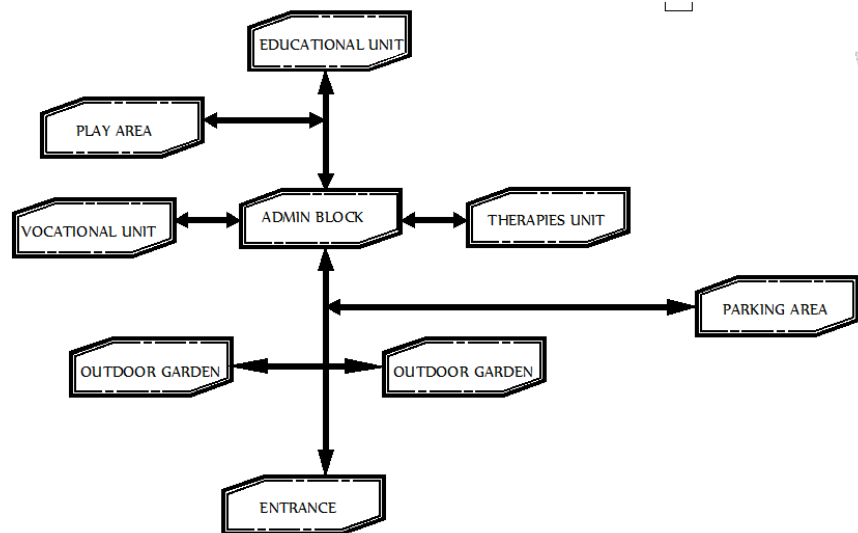 EDUCATIONAL UNIT
PLAY AREA
VOCATIONAL UNIT
ADMIN BLOCK
THERAPIES UNIT
PARKING AREA
OUTDOOR GARDEN
OUTDOOR GARDEN
ENTRANCE